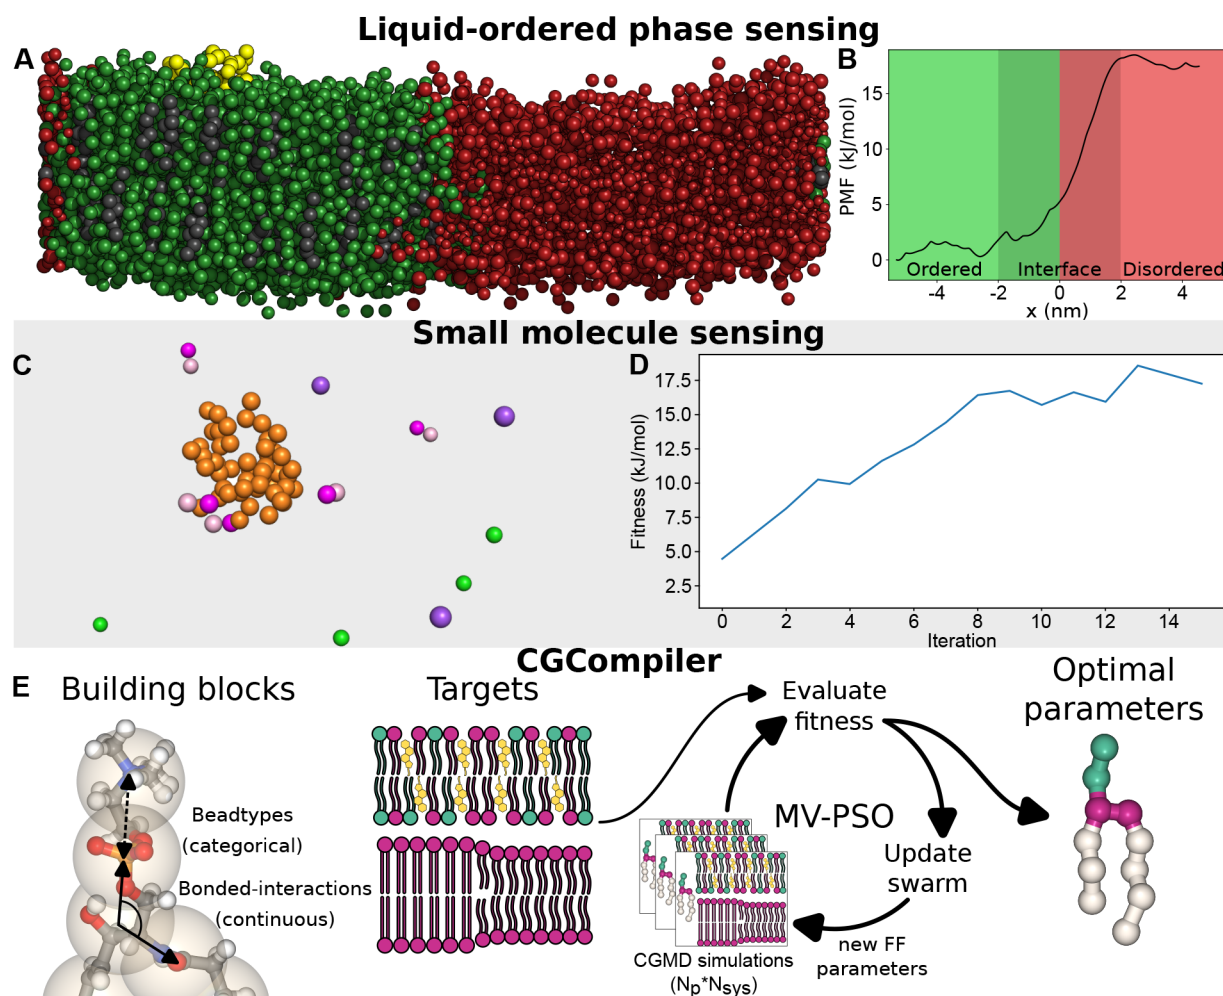 Liquid-ordered phase sensing
A
B
PMF (kJ/mol)
15
10
5
0
Ordered
Interface
Disordered
-4
-2
0
2
4
x (nm)
Small molecule sensing
C
D
Fitness (kJ/mol)
17.5
15.0
12.5
10.0
7.5
5.0
2.5
0
2
4
6
8
10
12
14
Iteration
CGCompiler
E
Building blocks
Beadtypes
(categorical)
Bonded-interactions
(continuous)
Targets
Evaluate
fitness
MV-PSO
Update
swarm
new FF
parameters
CGMD simulations
(Np*Nsys)
Optimal
parameters